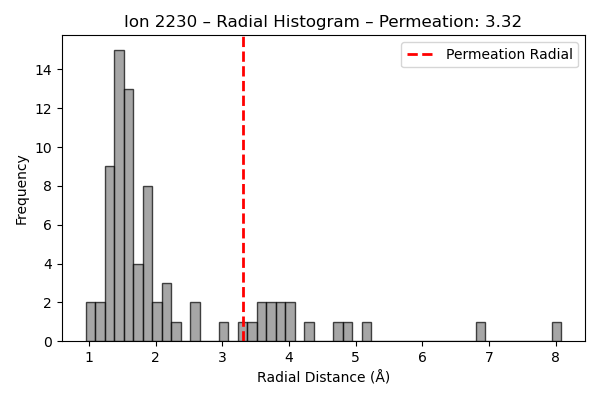 Ion 2230 – Radial Histogram – Permeation: 3.32
Permeation Radial
Frequency
14
12
10
8
6
4
2
0
1 2 3 4 5 6 7 8
Radial Distance (Å)